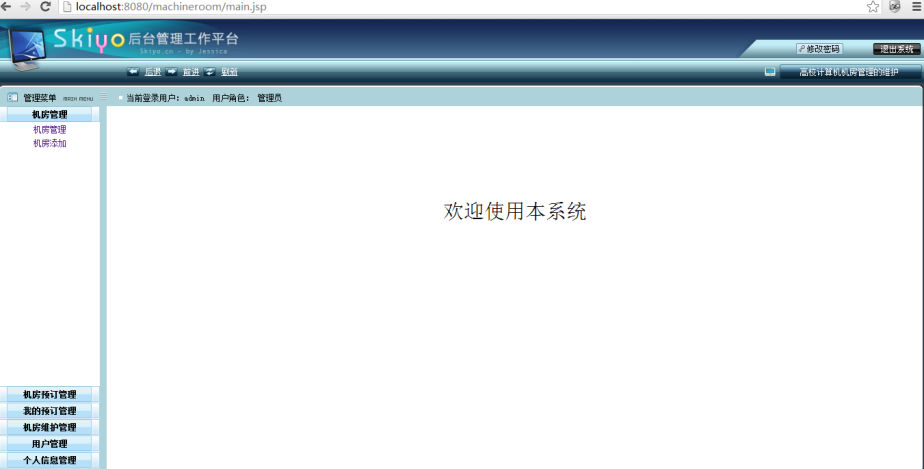 localhost:8080/machineroom/main.jsp
Skiyo 后台管理工作平台
Skiyo.cn - by Jessica
修改密码 退出系统
后退 前进 刷新 高校计算机机房管理的维护
管理菜单 MAIN MENU 当前登录用户: admin 用户角色: 管理员
机房管理
机房管理
机房添加
欢迎使用本系统
机房预订管理
我的预订管理
机房维护管理
用户管理
个人信息管理